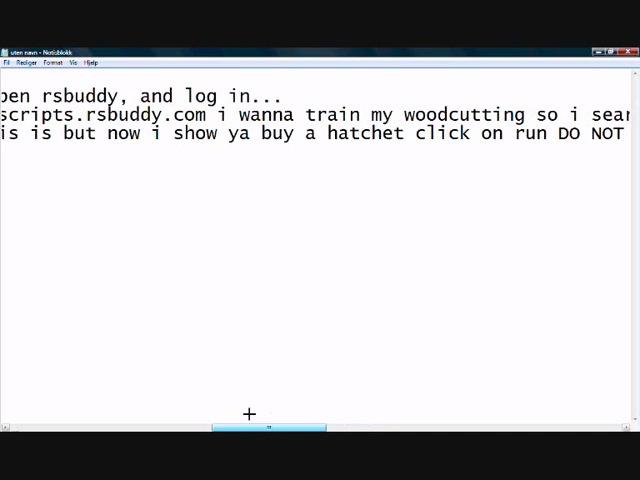 uten navn - Notisblokk
Fil Rediger Format Vis Hjelp
pen rsbuddy, and log in...
scripts.rsbuddy.com i wanna train my woodcutting so i sear
is is but now i show ya buy a hatchet click on run DO NOT